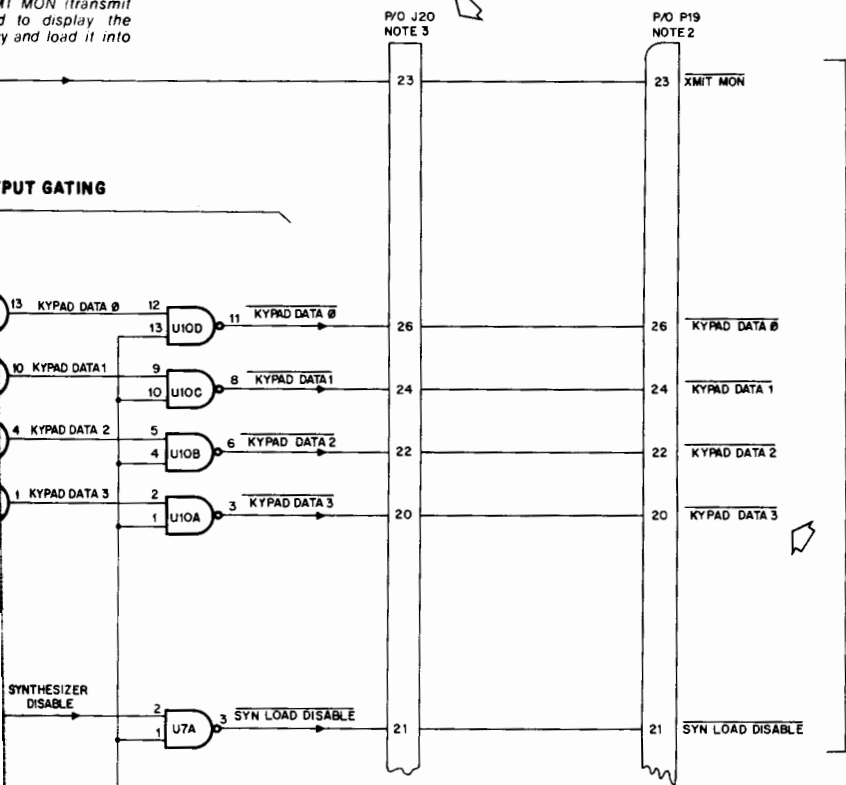 MT MON (transmit
d to display the
y and load it into
P/O J20
NOTE 3
P/O P19
NOTE 2
23
23 XMIT MON
PUT GATING
13 KYPAD DATA Ø
12
13
U10D
11 KYPAD DATA Ø
26
26 KYPAD DATA Ø
10 KYPAD DATA 1
9
10
U10C
8 KYPAD DATA 1
24
24 KYPAD DATA 1
4 KYPAD DATA 2
5
4
U10B
6 KYPAD DATA 2
22
22 KYPAD DATA 2
1 KYPAD DATA 3
2
1
U10A
3 KYPAD DATA 3
20
20 KYPAD DATA 3
SYNTHESIZER
DISABLE
2
1
U7A
3 SYN LOAD DISABLE
21
21 SYN LOAD DISABLE